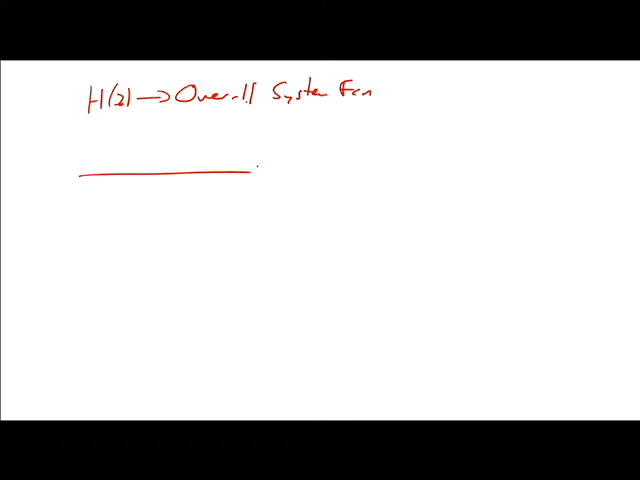 H(z) → Overall System Fcn